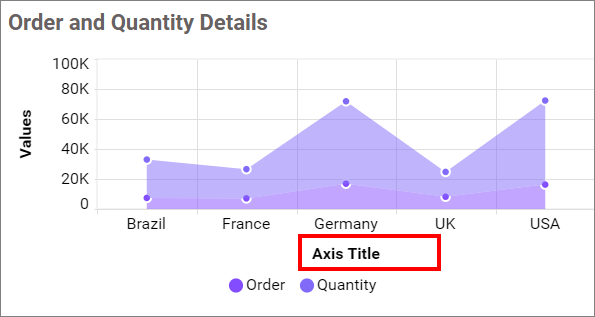 Order and Quantity Details
Values
100K
80K
60K
40K
20K
0
Brazil France Germany UK USA
Axis Title
Order Quantity